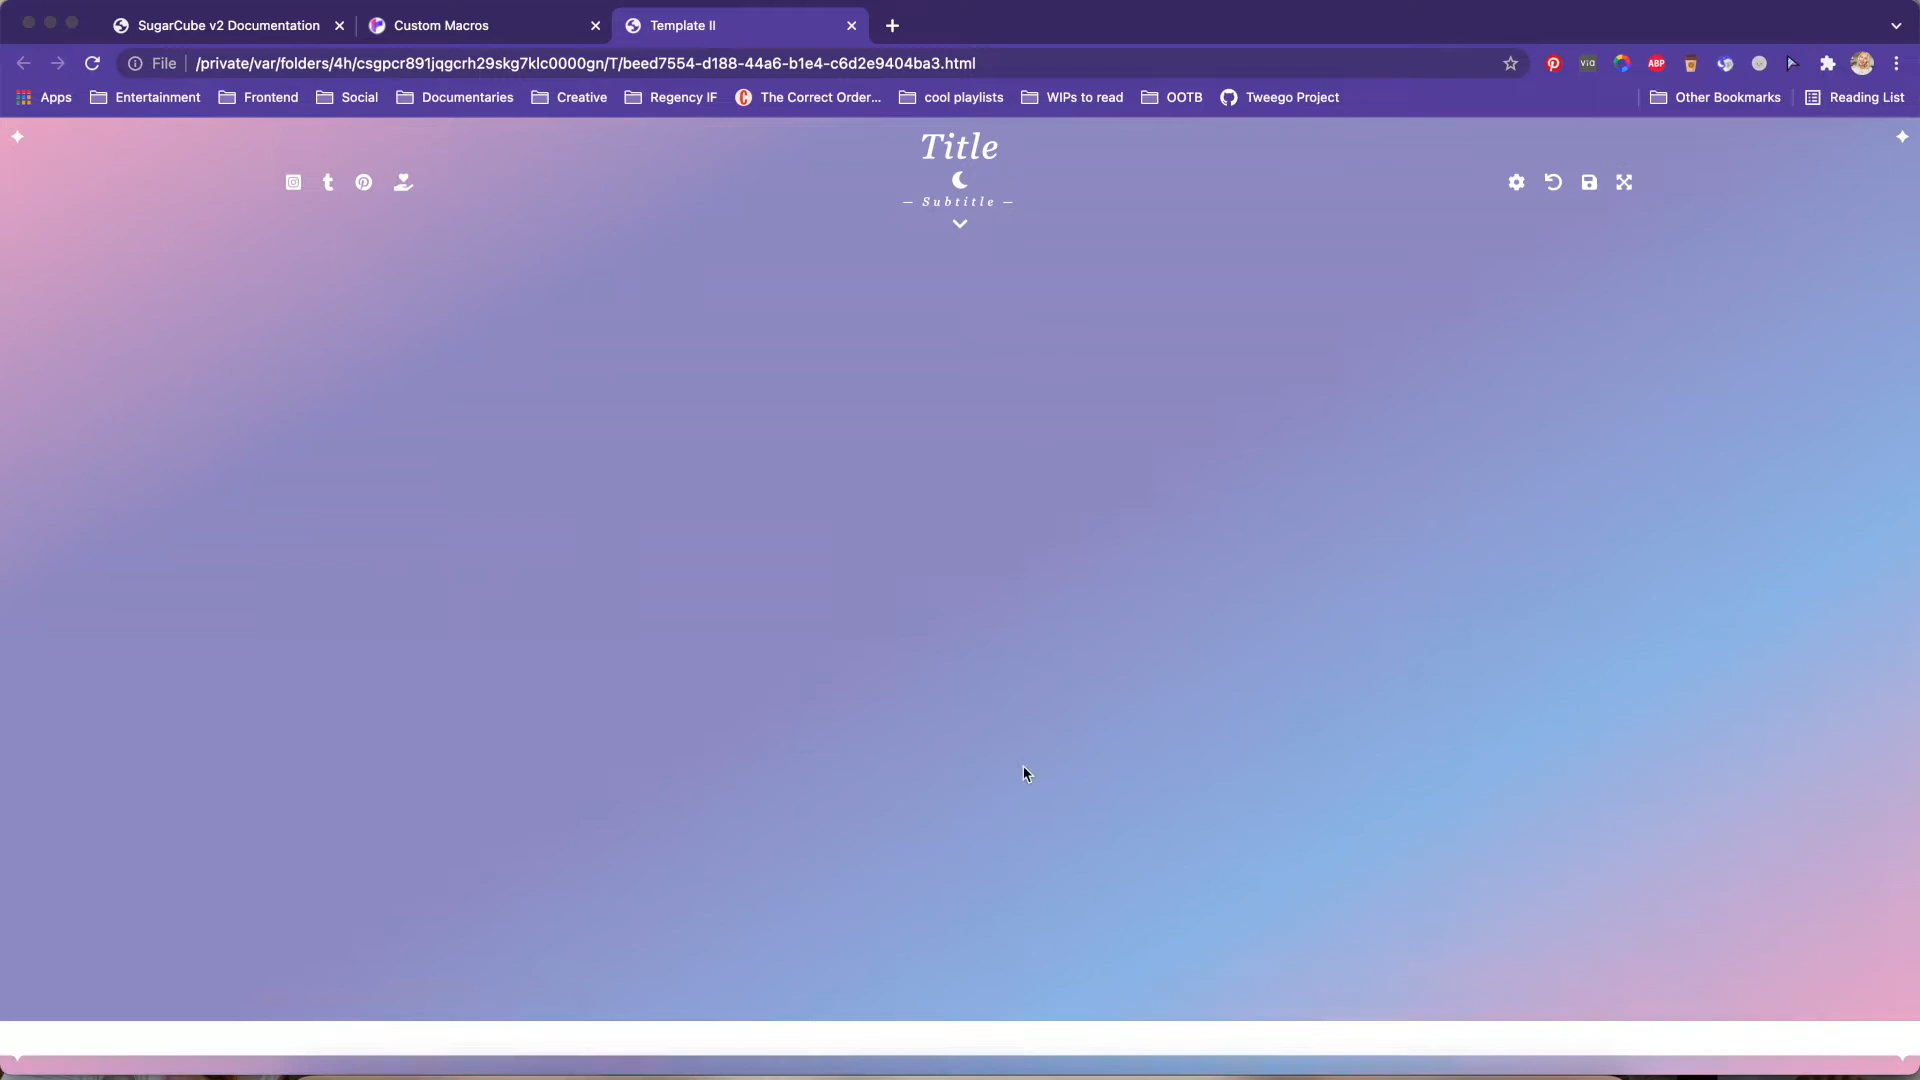 SugarCube v2 Documentation
Custom Macros
Template II
File
/private/var/folders/4h/csgpcr891jqgcrh29skg7klc0000gn/T/beed7554-d188-44a6-b1e4-c6d2e9404ba3.html
via
ABP
Apps
Entertainment
Frontend
Social
Documentaries
Creative
Regency IF
The Correct Order...
cool playlists
WIPs to read
OOTB
Tweego Project
Other Bookmarks
Reading List
Title
— Subtitle —